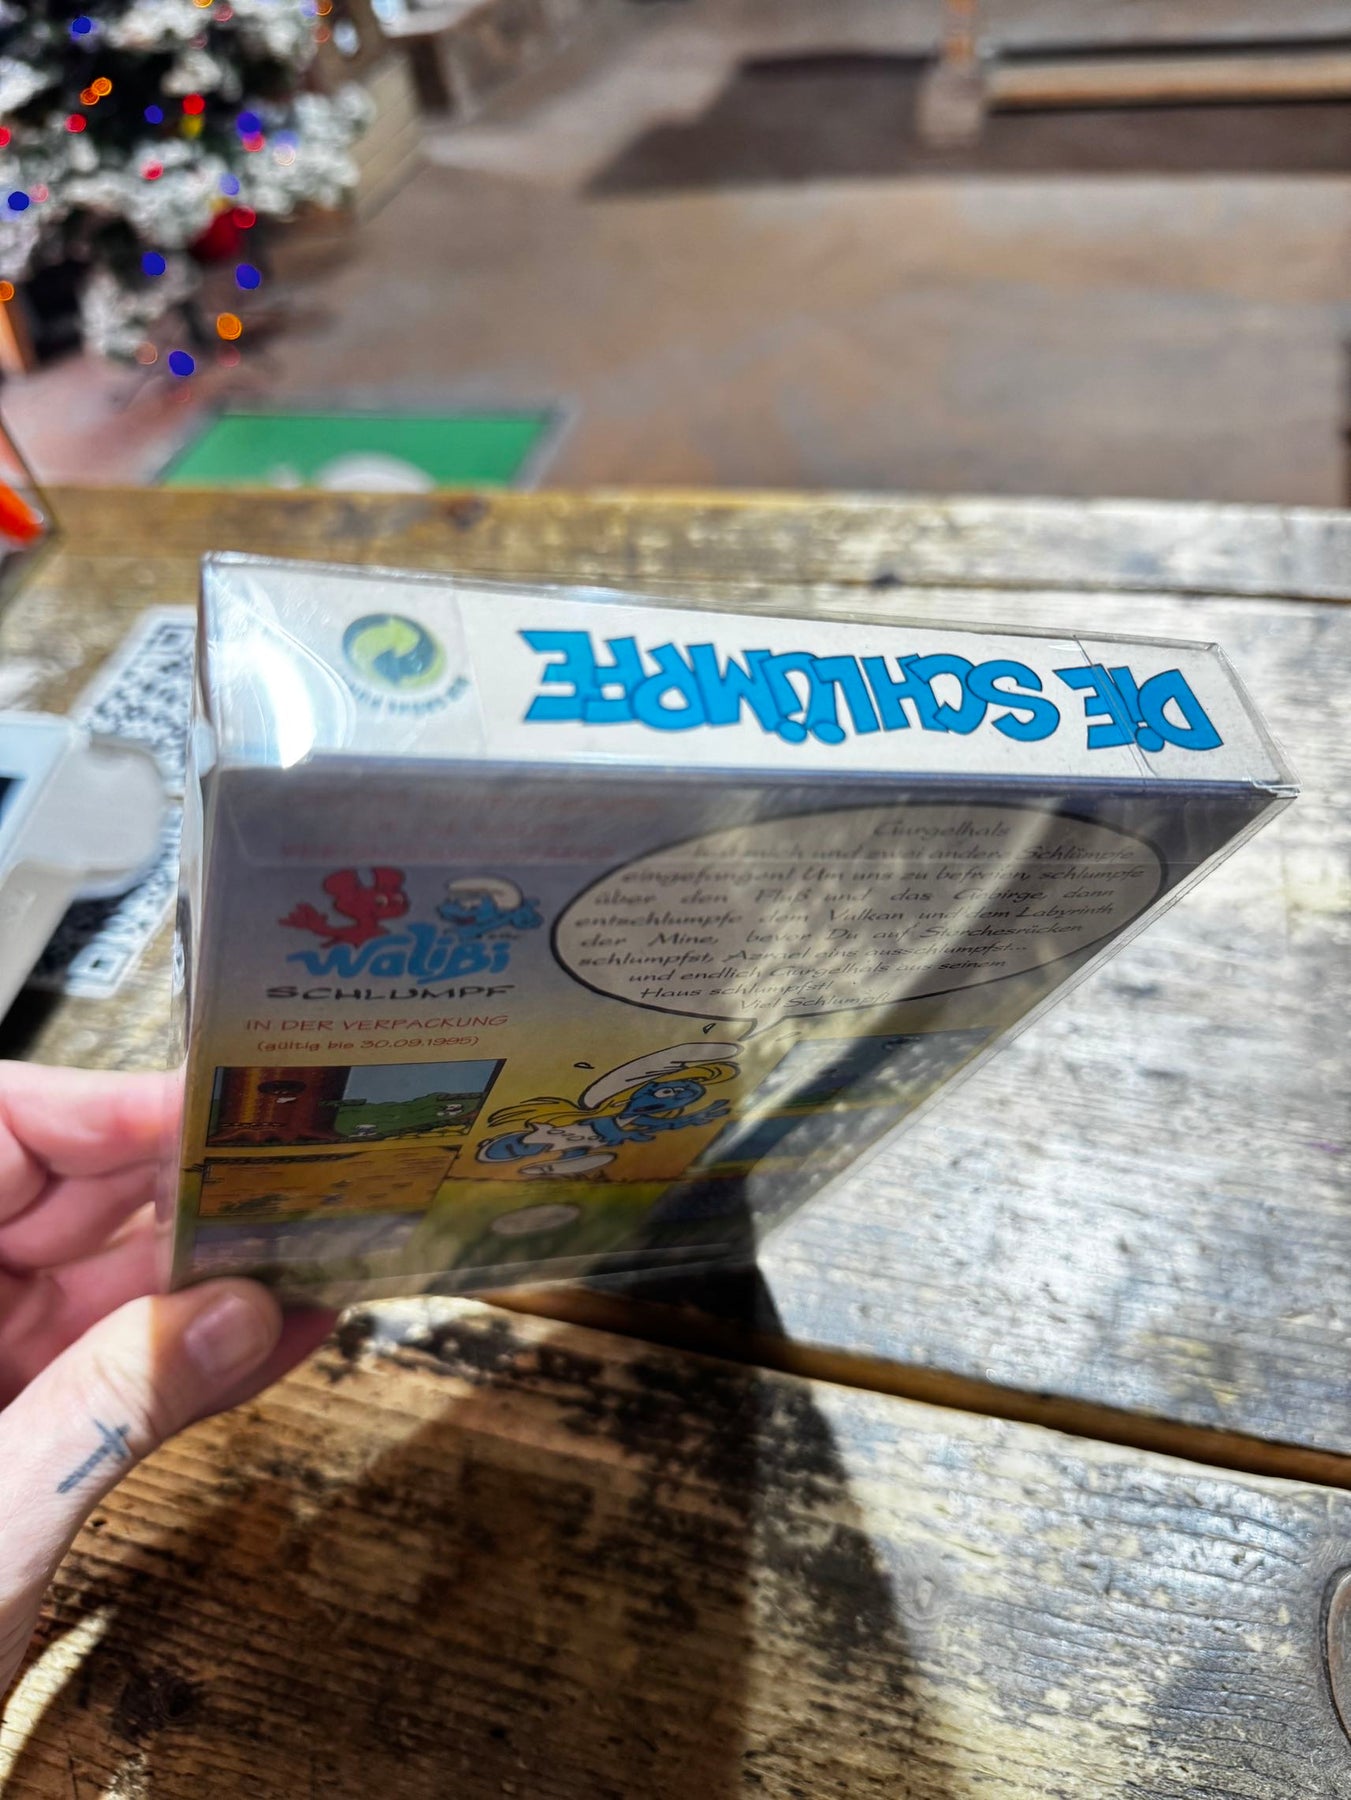 DIE SCHLÜMPFE
Gurgelhals
hat mich und zwei andere Schlümpfe
eingefangen! Um uns zu befreien, schlumpfe
über den Fluß und das Gebirge, dann
entschlumpfe dem Vulkan und dem Labyrinth
der Mine, bevor Du auf Storchesrücken
schlumpfst, Azrael eins ausschlumpfst...
und endlich Gurgelhals aus seinem
Haus schlumpfst!
Viel Schlumpf!
WALIBI
SCHLUMPF
IN DER VERPACKUNG
(gültig bis 30.09.1995)